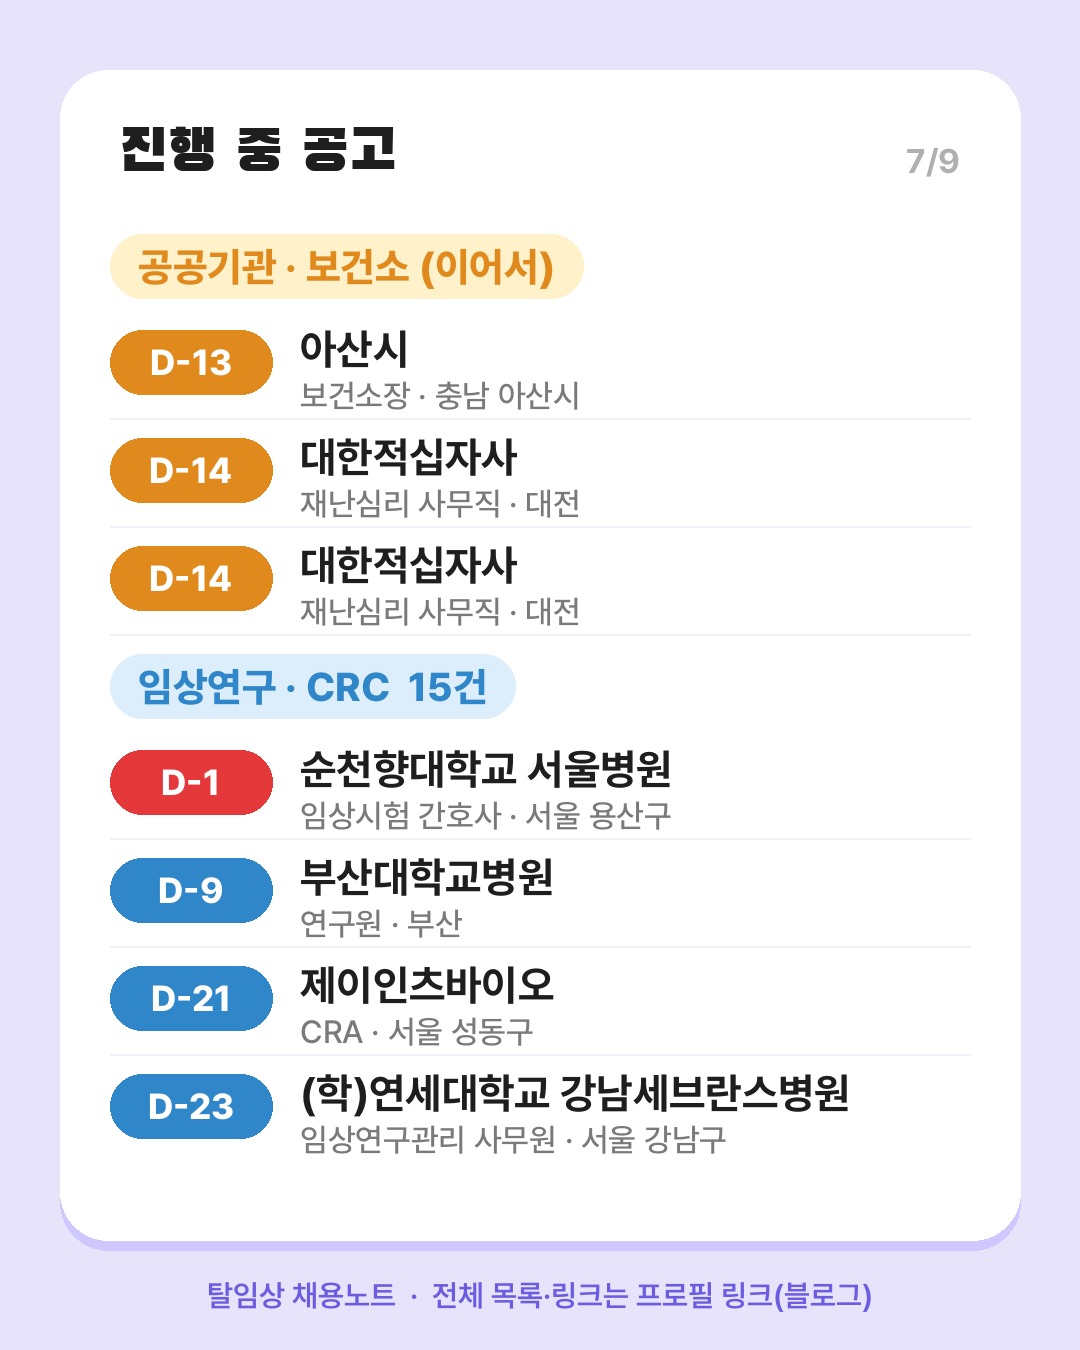 진행 중 공고
7/9
공공기관 · 보건소 (이어서)
D-13
아산시
보건소장 · 충남 아산시
D-14
대한적십자사
재난심리 사무직 · 대전
D-14
대한적십자사
재난심리 사무직 · 대전
임상연구 · CRC 15건
D-1
순천향대학교 서울병원
임상시험 간호사 · 서울 용산구
D-9
부산대학교병원
연구원 · 부산
D-21
제이인츠바이오
CRA · 서울 성동구
D-23
(학)연세대학교 강남세브란스병원
임상연구관리 사무원 · 서울 강남구
탈임상 채용노트 · 전체 목록·링크는 프로필 링크(블로그)